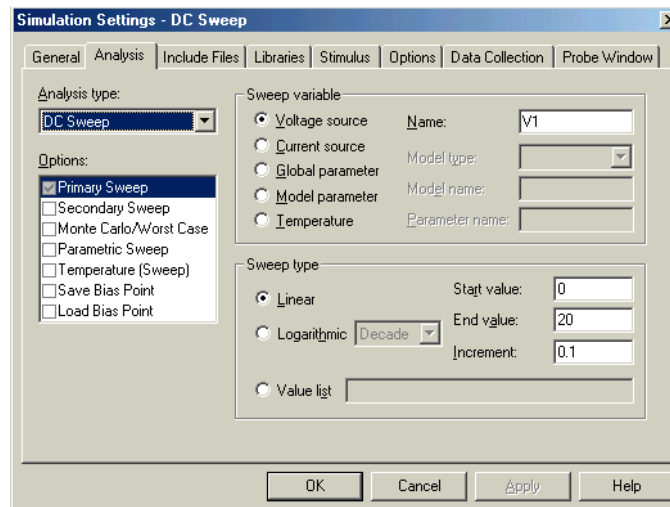 Simulation Settings - DC Sweep
General Analysis Include Files Libraries Stimulus Options Data Collection Probe Window
Analysis type:
DC Sweep
Options:
Primary Sweep
Secondary Sweep
Monte Carlo/Worst Case
Parametric Sweep
Temperature (Sweep)
Save Bias Point
Load Bias Point
Sweep variable
Voltage source
Current source
Global parameter
Model parameter
Temperature
Name: V1
Model type:
Model name:
Parameter name:
Sweep type
Linear
Logarithmic Decade
Value list
Start value: 0
End value: 20
Increment: 0.1
OK Cancel Apply Help